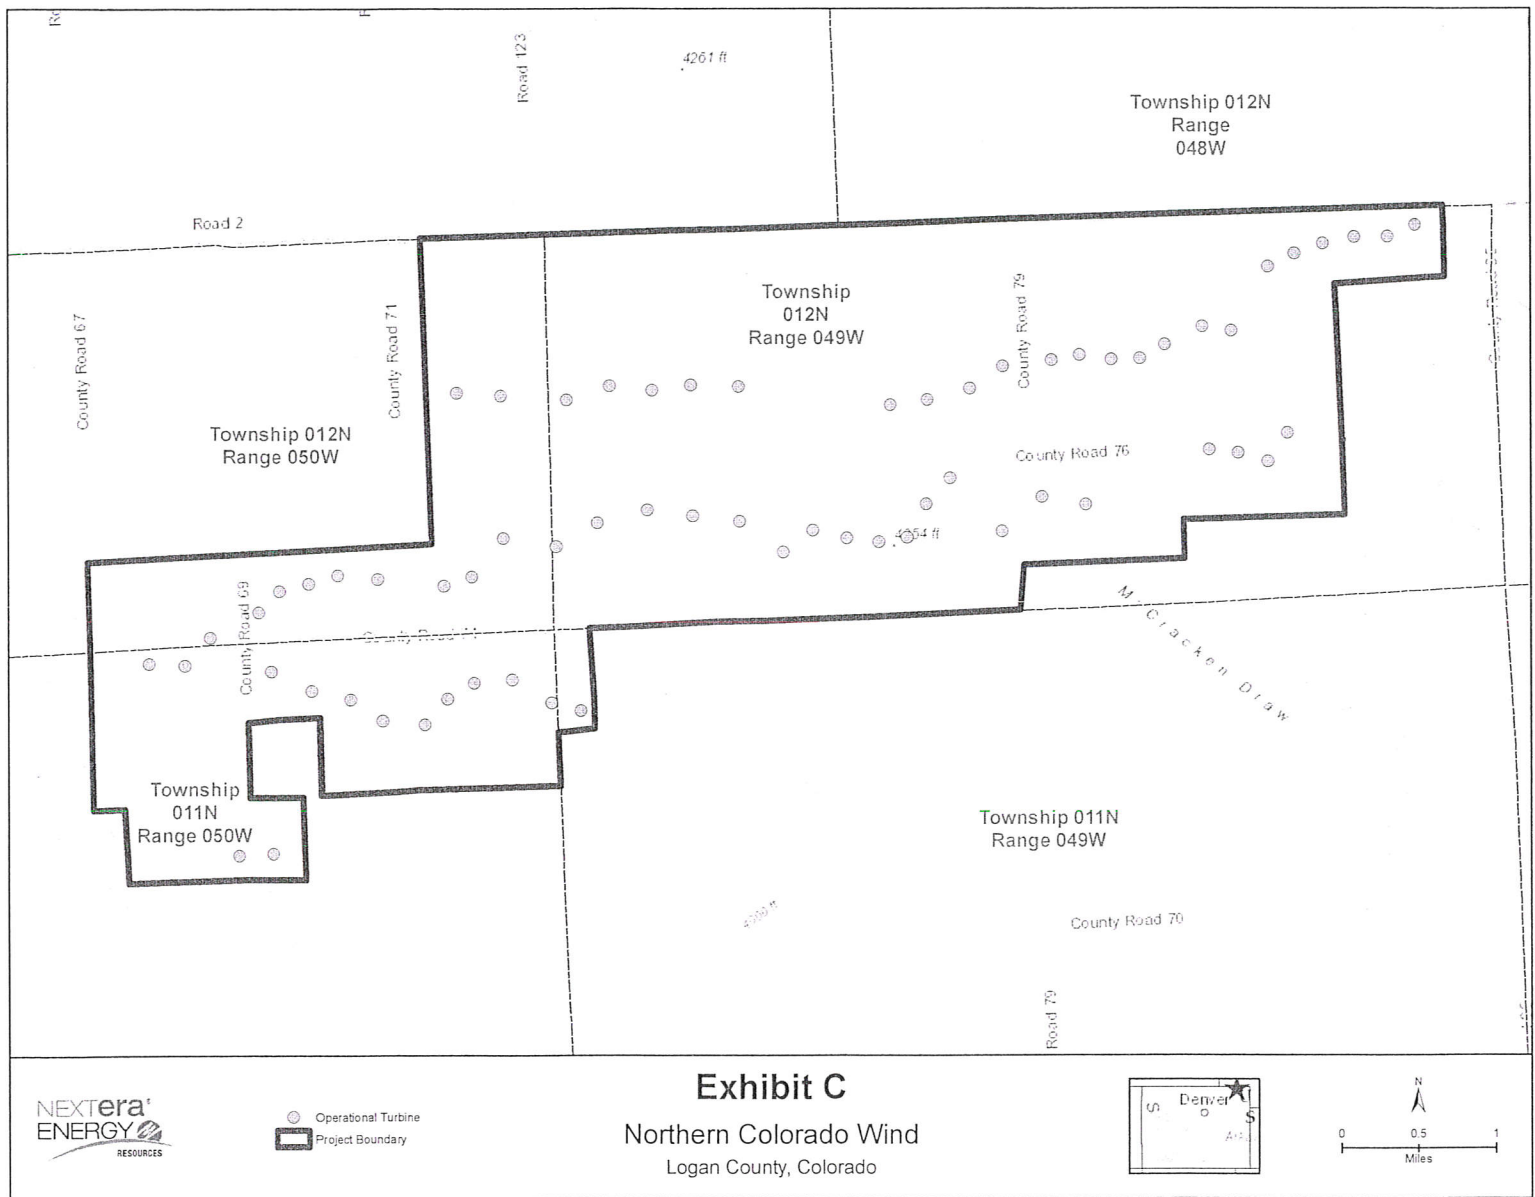 Road 123
4261 ft
Township 012N
Range
048W
Road 2
County Road 67
County Road 71
Township
012N
Range 049W
County Road 79
Township 012N
Range 050W
County Road 76
County Road 69
County Road
Township
011N
Range 050W
Township 011N
Range 049W
County Road 70
Road 79
NEXTera
ENERGY
RESOURCES
Operational Turbine
Project Boundary
Exhibit C
Northern Colorado Wind
Logan County, Colorado
Denver
S
S
N
0 0.5 1
Miles